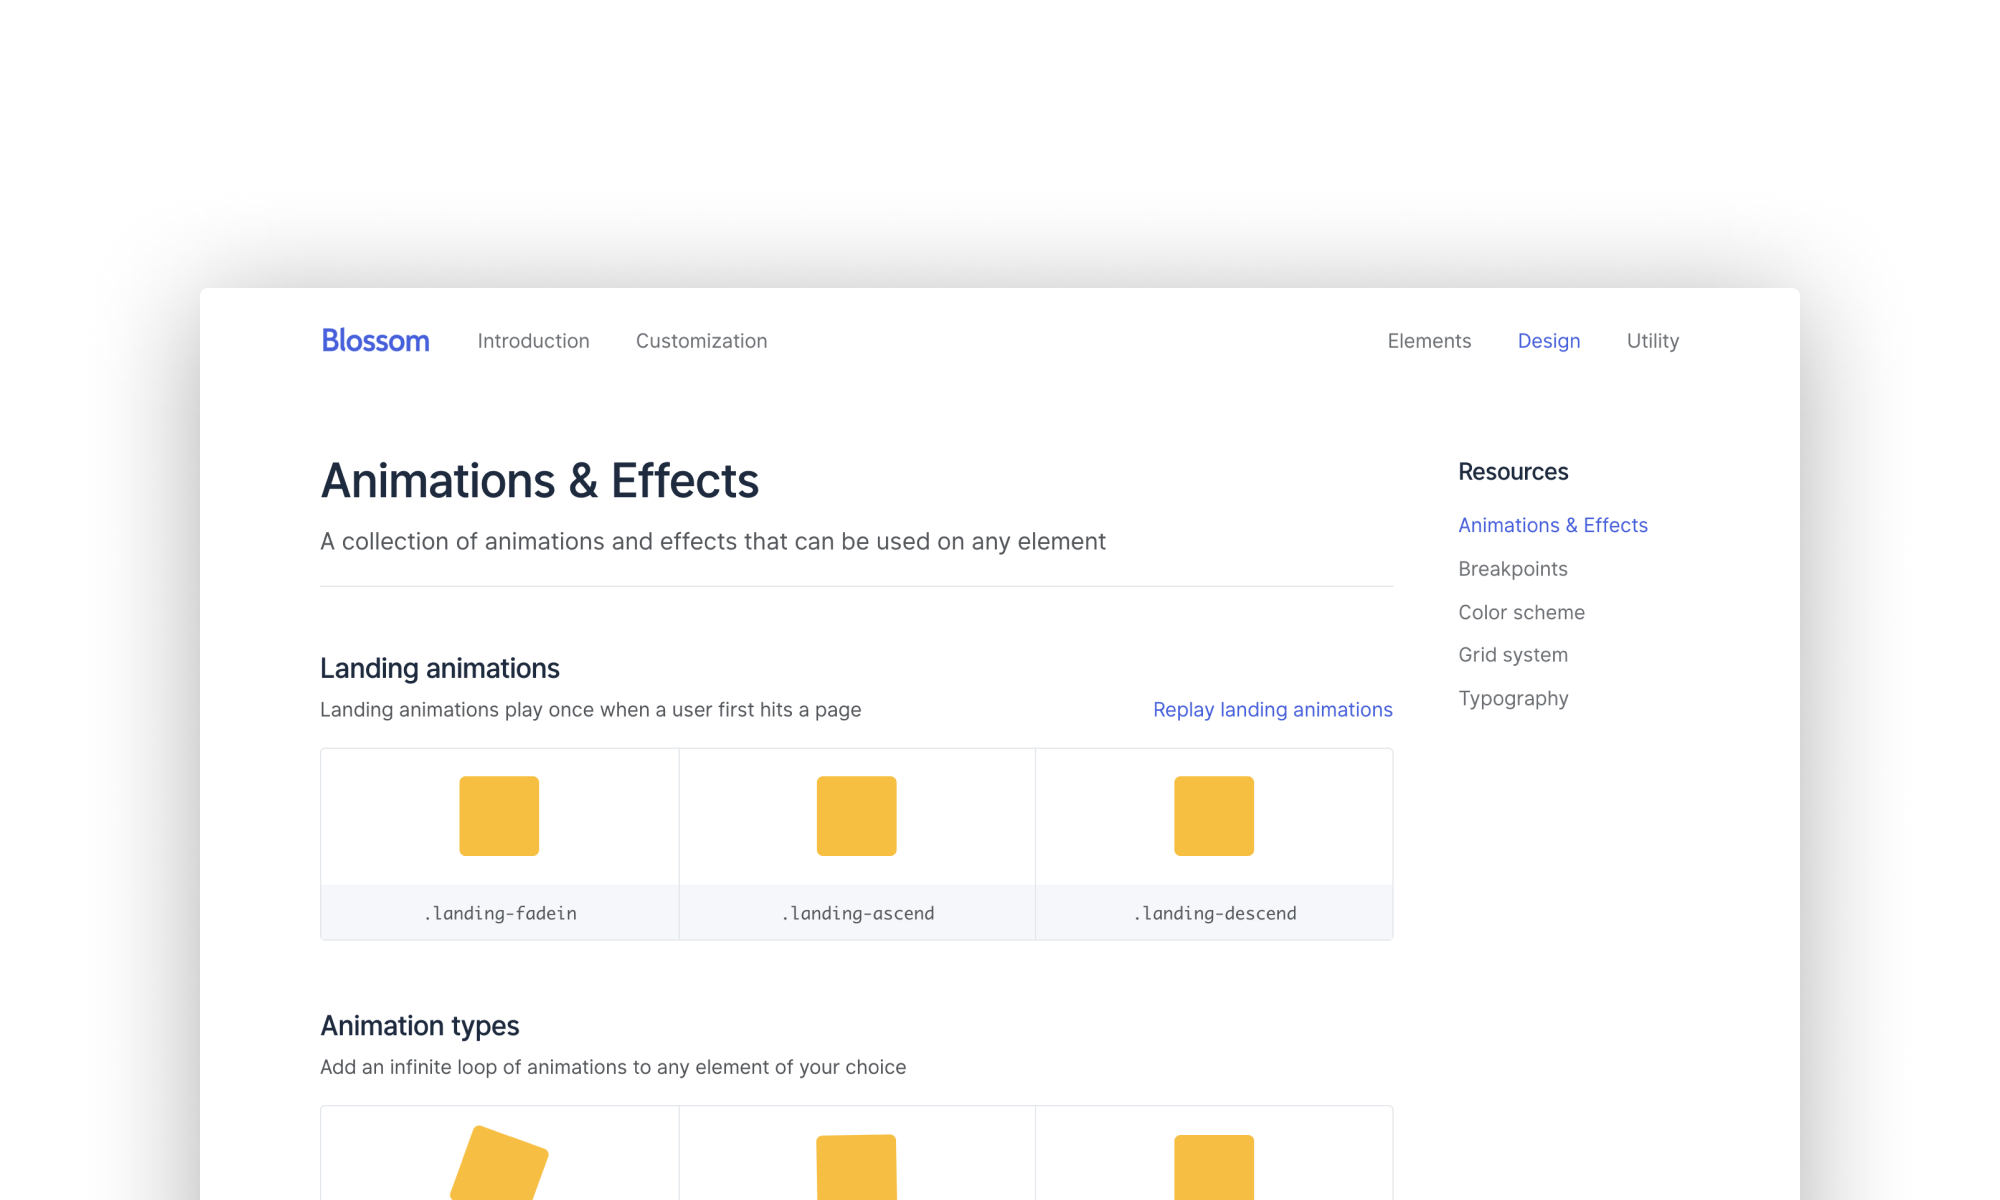 Blossom Introduction Customization Elements Design Utility
Animations & Effects
A collection of animations and effects that can be used on any element
Landing animations
Landing animations play once when a user first hits a page
Replay landing animations
.landing-fadein
.landing-ascend
.landing-descend
Animation types
Add an infinite loop of animations to any element of your choice
Resources
Animations & Effects
Breakpoints
Color scheme
Grid system
Typography